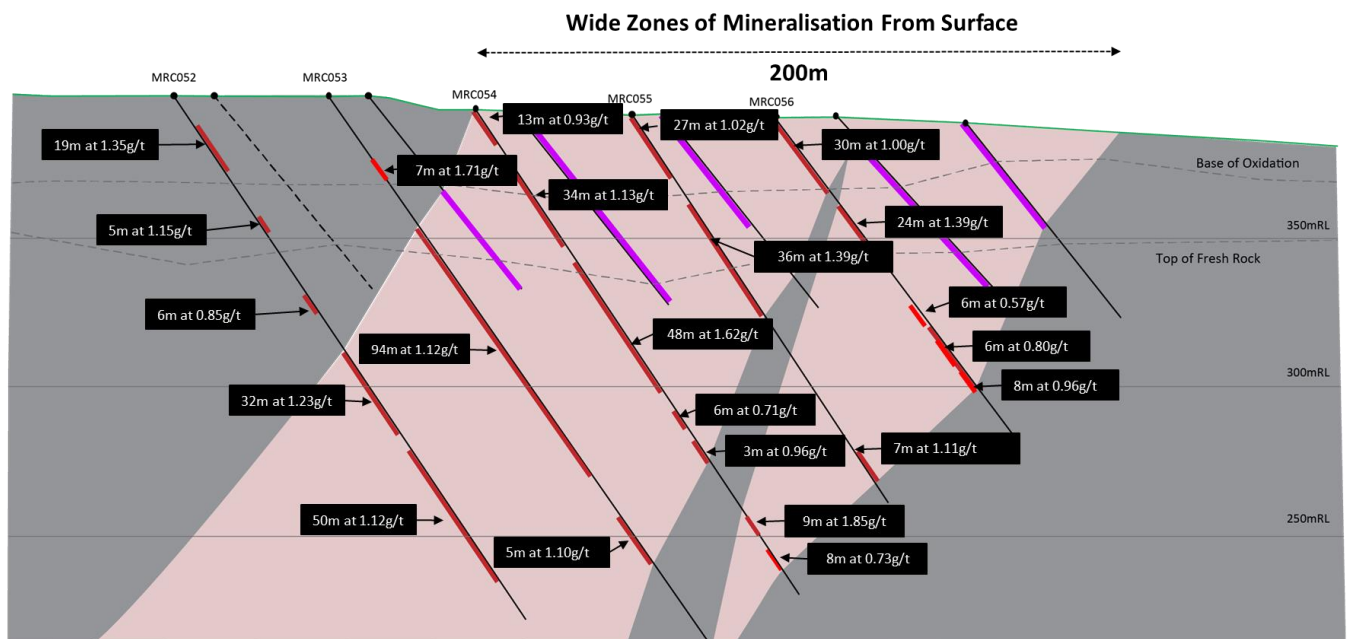 Wide Zones of Mineralisation From Surface
200m
MRC052
MRC053
MRC054
MRC055
MRC056
13m at 0.93g/t
27m at 1.02g/t
30m at 1.00g/t
19m at 1.35g/t
7m at 1.71g/t
Base of Oxidation
34m at 1.13g/t
24m at 1.39g/t
5m at 1.15g/t
350mRL
36m at 1.39g/t
Top of Fresh Rock
6m at 0.85g/t
6m at 0.57g/t
94m at 1.12g/t
48m at 1.62g/t
6m at 0.80g/t
300mRL
8m at 0.96g/t
32m at 1.23g/t
6m at 0.71g/t
3m at 0.96g/t
7m at 1.11g/t
50m at 1.12g/t
9m at 1.85g/t
250mRL
5m at 1.10g/t
8m at 0.73g/t